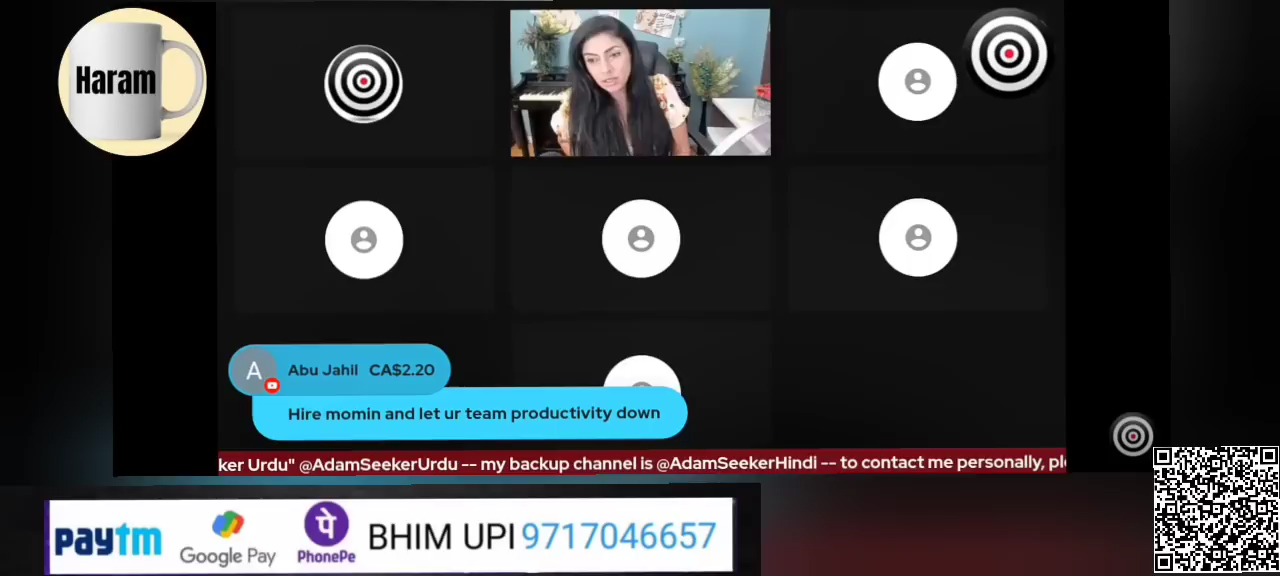 Haram
A
Abu Jahil CA$2.20
Hire momin and let ur team productivity down
ker Urdu" @AdamSeekerUrdu -- my backup channel is @AdamSeekerHindi -- to contact me personally, pl
paytm
Google Pay
पे
PhonePe
BHIM UPI 9717046657